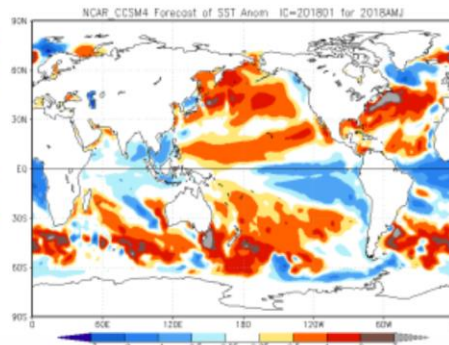 NCAR_CCSM4 Forecast of SST Anom IC=201801 for 2018AMJ
90N
60N
30N
EQ
30S
60S
90S
0 60E 120E 180 120W 60W